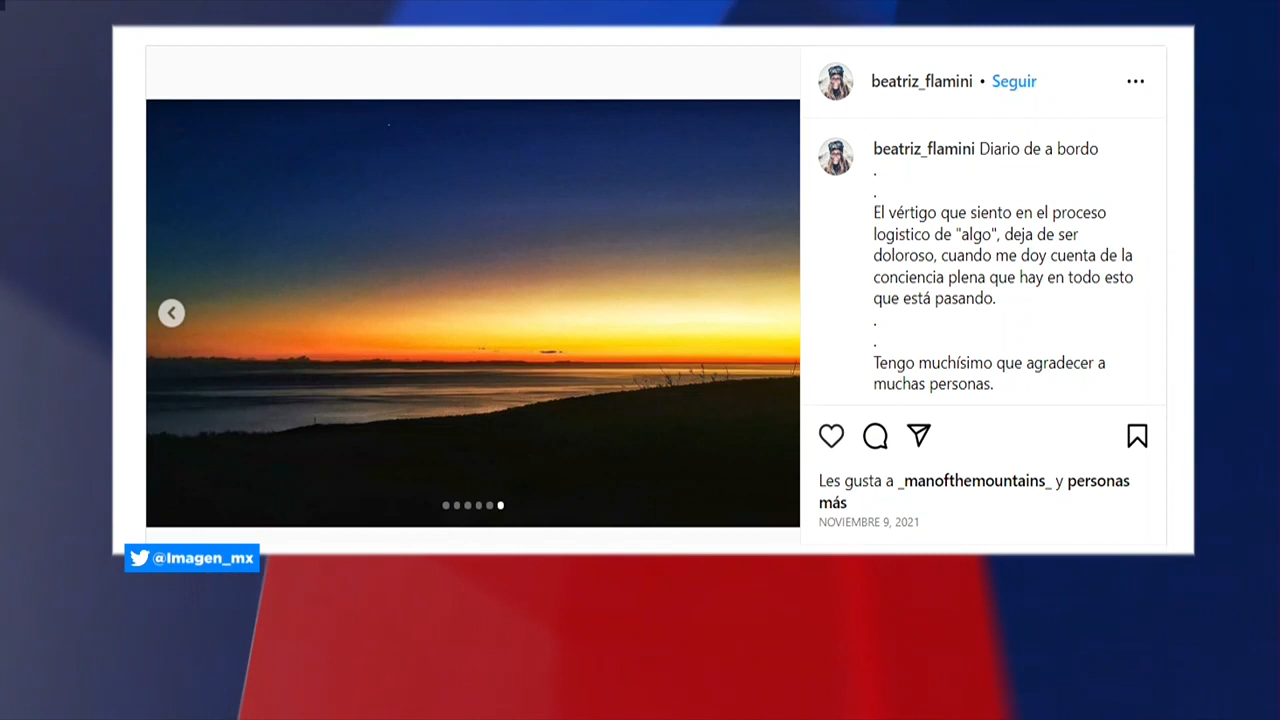 beatriz_flamini • Seguir
beatriz_flamini Diario de a bordo
.
.
El vértigo que siento en el proceso
logistico de "algo", deja de ser
doloroso, cuando me doy cuenta de la
conciencia plena que hay en todo esto
que está pasando.
.
.
Tengo muchísimo que agradecer a
muchas personas.
Les gusta a _manofthemountains_ y personas
más
NOVIEMBRE 9, 2021
@Imagen_mx